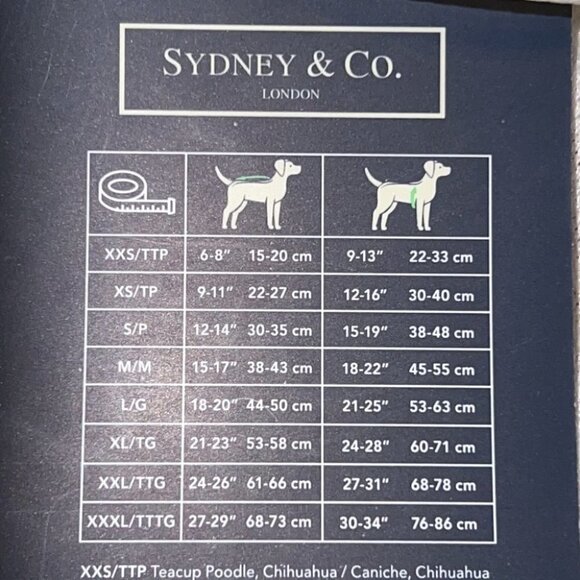 SYDNEY & CO.
LONDON
XXS/TTP 6-8" 15-20 cm 9-13" 22-33 cm
XS/TP 9-11" 22-27 cm 12-16" 30-40 cm
S/P 12-14" 30-35 cm 15-19" 38-48 cm
M/M 15-17" 38-43 cm 18-22" 45-55 cm
L/G 18-20" 44-50 cm 21-25" 53-63 cm
XL/TG 21-23" 53-58 cm 24-28" 60-71 cm
XXL/TTG 24-26" 61-66 cm 27-31" 68-78 cm
XXXL/TTTG 27-29" 68-73 cm 30-34" 76-86 cm
XXS/TTP Teacup Poodle, Chihuahua / Caniche, Chihuahua